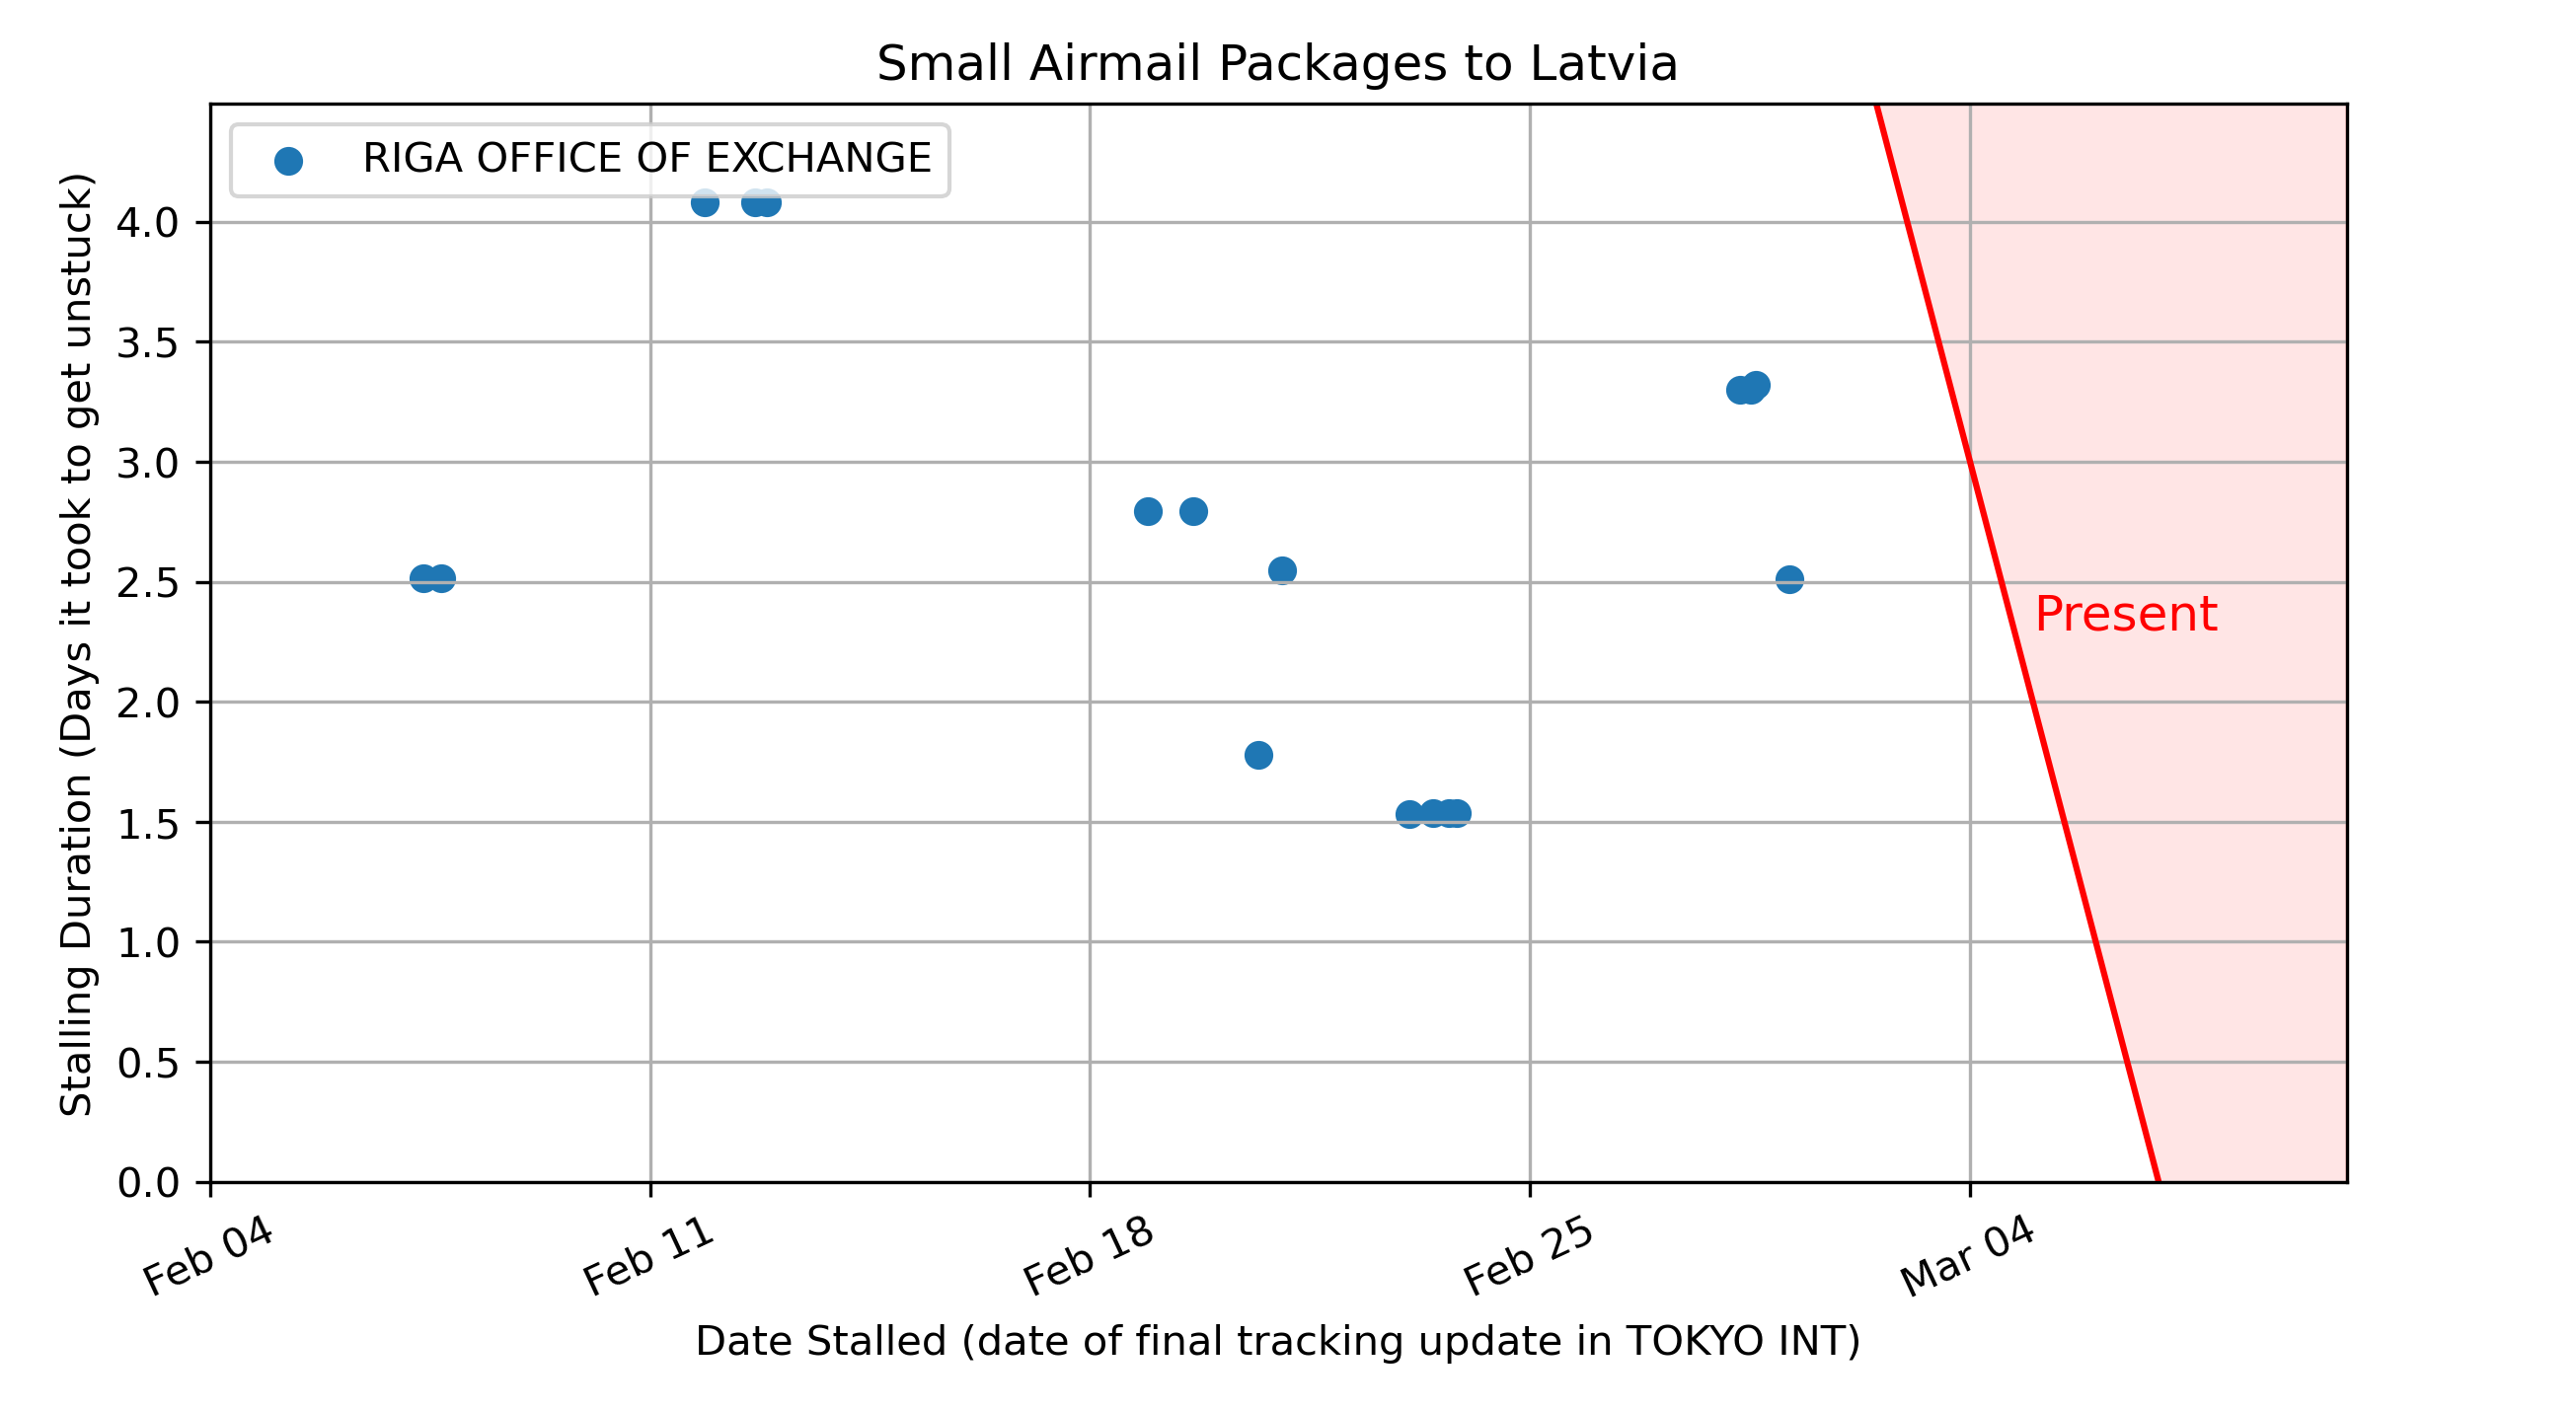 Small Airmail Packages to Latvia
RIGA OFFICE OF EXCHANGE
Stalling Duration (Days it took to get unstuck)
4.0
3.5
3.0
2.5
2.0
1.5
1.0
0.5
0.0
Present
Feb 04
Feb 11
Feb 18
Feb 25
Mar 04
Date Stalled (date of final tracking update in TOKYO INT)